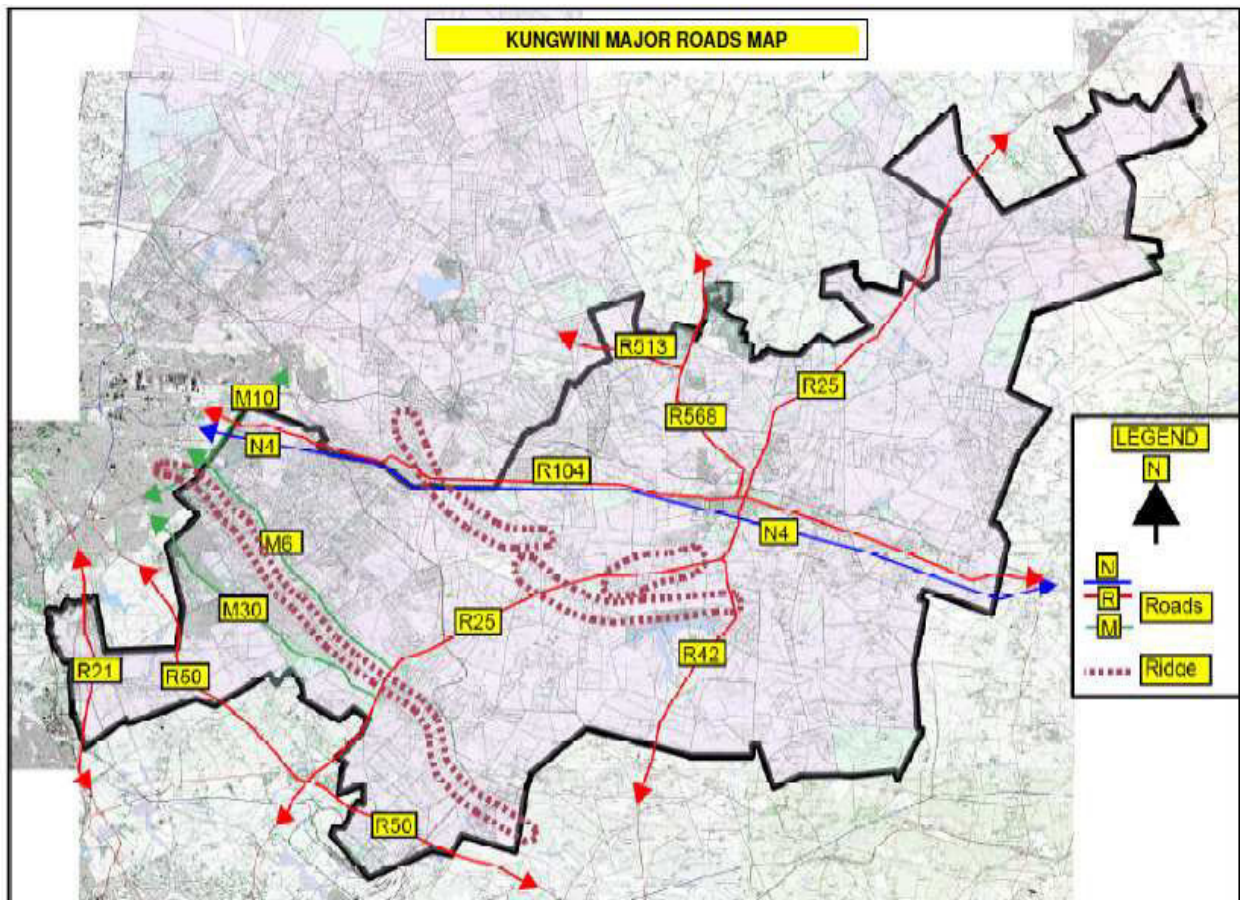 KUNGWINI MAJOR ROADS MAP
R513
R25
M10
R568
N4
R104
LEGEND
N
N4
M6
N
R
Roads
M
M30
R25
R42
R21
R50
Ridge
R50